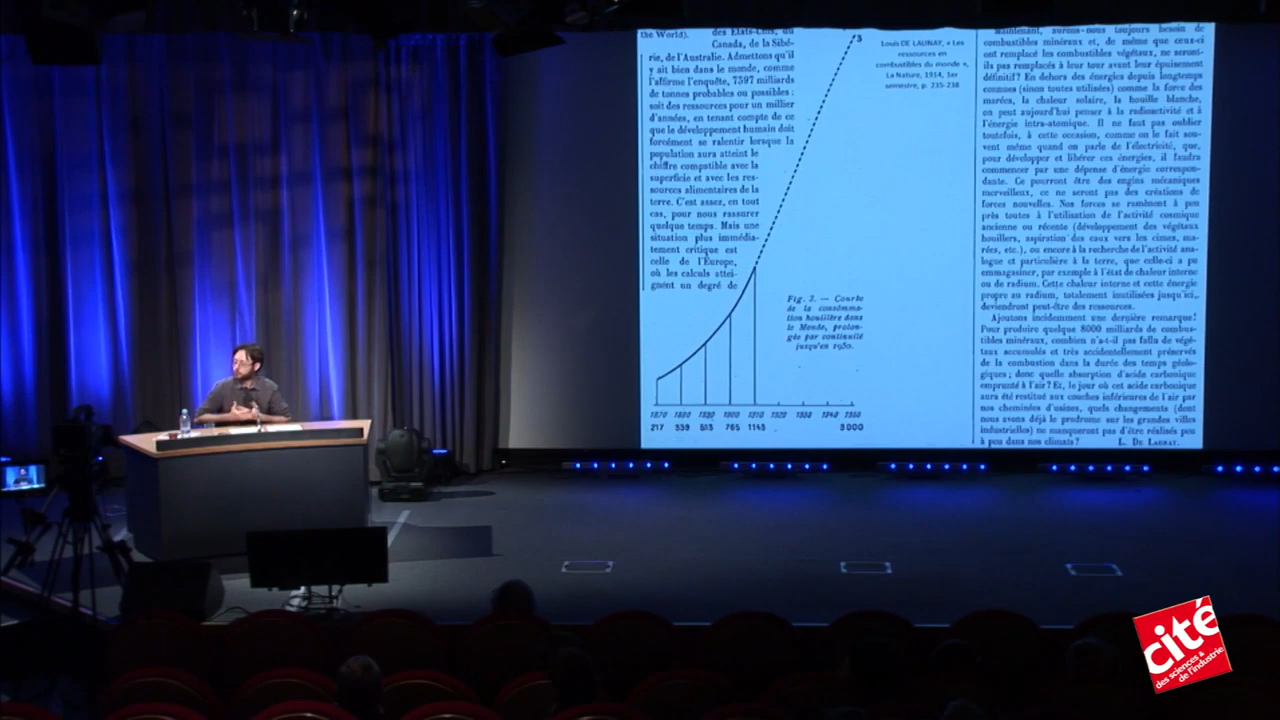 the World).
des Etats-Unis, du
Canada, de la Sibé-
rie, de l'Australie. Admettons qu'il
y ait bien dans le monde, comme
l'affirme l'enquête, 7397 milliards
de tonnes probables ou possibles :
soit des ressources pour un millier
d'années, en tenant compte de ce
que le développement humain doit
forcément se ralentir lorsque la
population aura atteint le
chiffre compatible avec la
superficie et avec les res-
sources alimentaires de la
terre. C'est assez, en tout
cas, pour nous rassurer
quelque temps. Mais une
situation plus immédia-
tement critique est
celle de l'Europe,
où les calculs attei-
gnent un degré de
3
Fig. 3. — Courbe
de la consomma-
tion houillère dans
le Monde, prolon-
gée par continuité
jusqu'en 1950.
1870 1880 1890 1900 1910 1920 1930 1940 1950
217 339 513 765 1145 3000
Louis DE LAUNAY, « Les
ressources en
combustibles du monde »,
La Nature, 1914, 1er
semestre, p. 235-238
Maintenant, aurons-nous toujours besoin de
combustibles minéraux et, de même que ceux-ci
ont remplacé les combustibles végétaux, ne seront-
ils pas remplacés à leur tour avant leur épuisement
définitif? En dehors des énergies depuis longtemps
connues (sinon toutes utilisées) comme la force des
marées, la chaleur solaire, la houille blanche,
on peut aujourd'hui penser à la radioactivité et à
l'énergie intra-atomique. Il ne faut pas oublier
toutefois, à cette occasion, comme on le fait sou-
vent même quand on parle de l'électricité, que,
pour développer et libérer ces énergies, il faudra
commencer par une dépense d'énergie correspon-
dante. Ce pourront être des engins mécaniques
merveilleux, ce ne seront pas des créations de
forces nouvelles. Nos forces se ramènent à peu
près toutes à l'utilisation de l'activité cosmique
ancienne ou récente (développement des végétaux
houillers, aspiration des eaux vers les cimes, ma-
rées, etc.), ou encore à la recherche de l'activité ana-
logue et particulière à la terre, que celle-ci a pu
emmagasiner, par exemple à l'état de chaleur interne
ou de radium. Cette chaleur interne et cette énergie
propre au radium, totalement inutilisées jusqu'ici,
deviendront peut-être des ressources.
Ajoutons incidemment une dernière remarque!
Pour produire quelque 8000 milliards de combus-
tibles minéraux, combien n'a-t-il pas fallu de végé-
taux accumulés et très accidentellement préservés
de la combustion dans la durée des temps géolo-
giques; donc quelle absorption d'acide carbonique
emprunté à l'air? Et, le jour où cet acide carbonique
aura été restitué aux couches inférieures de l'air par
nos cheminées d'usines, quels changements (dont
nous avons déjà le prodrome sur les grandes villes
industrielles) ne manqueront pas d'être réalisés peu
à peu dans nos climats? L. De Launay.
cité
des sciences &
de l'industrie